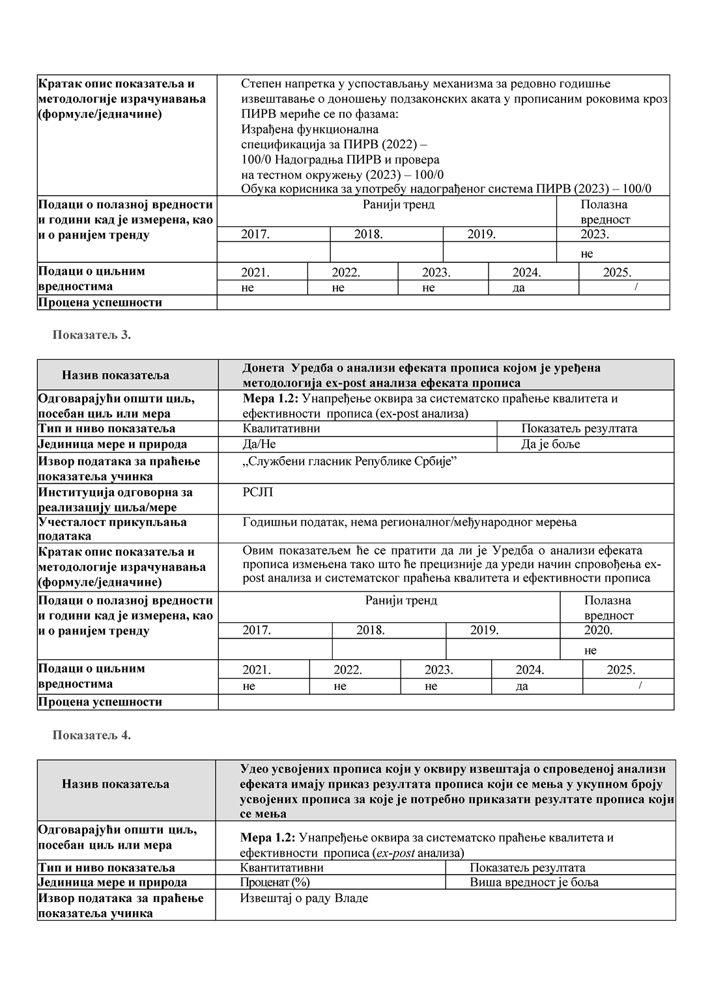 Кратак опис показатеља и
методологије израчунавања
(формуле/једначине)
Степен напретка у успостављању механизма за редовно годишње
извештавање о доношењу подзаконских аката у прописаним роковима кроз
ПИРВ мериће се по фазама:
Израђена функционална
спецификација за ПИРВ (2022) –
100/0 Надоградња ПИРВ и провера
на тестном окружењу (2023) – 100/0
Обука корисника за употребу надограђеног система ПИРВ (2023) – 100/0
Подаци о полазној вредности
и години кад је измерена, као
и о ранијем тренду
Ранији тренд
Полазна
вредност
2017. 2018. 2019. 2023.
не
Подаци о циљним
вредностима
2021. 2022. 2023. 2024. 2025.
не не не да /
Процена успешности
Показатељ 3.
Назив показатеља
Донета Уредба о анализи ефеката прописа којом је уређена
методологија ex-post анализа ефеката прописа
Одговарајући општи циљ,
посебан циљ или мера
Мера 1.2: Унапређење оквира за систематско праћење квалитета и
ефективности прописа (ex-post анализа)
Тип и ниво показатеља Квалитативни Показатељ резултата
Јединица мере и природа Да/Не Да је боље
Извор података за праћење
показатеља учинка
„Службени гласник Републике Србије”
Институција одговорна за
реализацију циља/мере
РСЈП
Учесталост прикупљања
података
Годишњи податак, нема регионалног/међународног мерења
Кратак опис показатеља и
методологије израчунавања
(формуле/једначине)
Овим показатељем ће се пратити да ли је Уредба о анализи ефеката
прописа измењена тако што ће прецизније да уреди начин спровођења ex-
post анализа и систематског праћења квалитета и ефективности прописа
Подаци о полазној вредности
и години кад је измерена, као
и о ранијем тренду
Ранији тренд
Полазна
вредност
2017. 2018. 2019. 2020.
не
Подаци о циљним
вредностима
2021. 2022. 2023. 2024. 2025.
не не не да /
Процена успешности
Показатељ 4.
Назив показатеља
Удео усвојених прописа који у оквиру извештаја о спроведеној анализи
ефеката имају приказ резултата прописа који се мења у укупном броју
усвојених прописа за које је потребно приказати резултате прописа који
се мења
Одговарајући општи циљ,
посебан циљ или мера
Мера 1.2: Унапређење оквира за систематско праћење квалитета и
ефективности прописа (ex-post анализа)
Тип и ниво показатеља Квантитативни Показатељ резултата
Јединица мере и природа Проценат (%) Виша вредност је боља
Извор података за праћење
показатеља учинка
Извештај о раду Владе